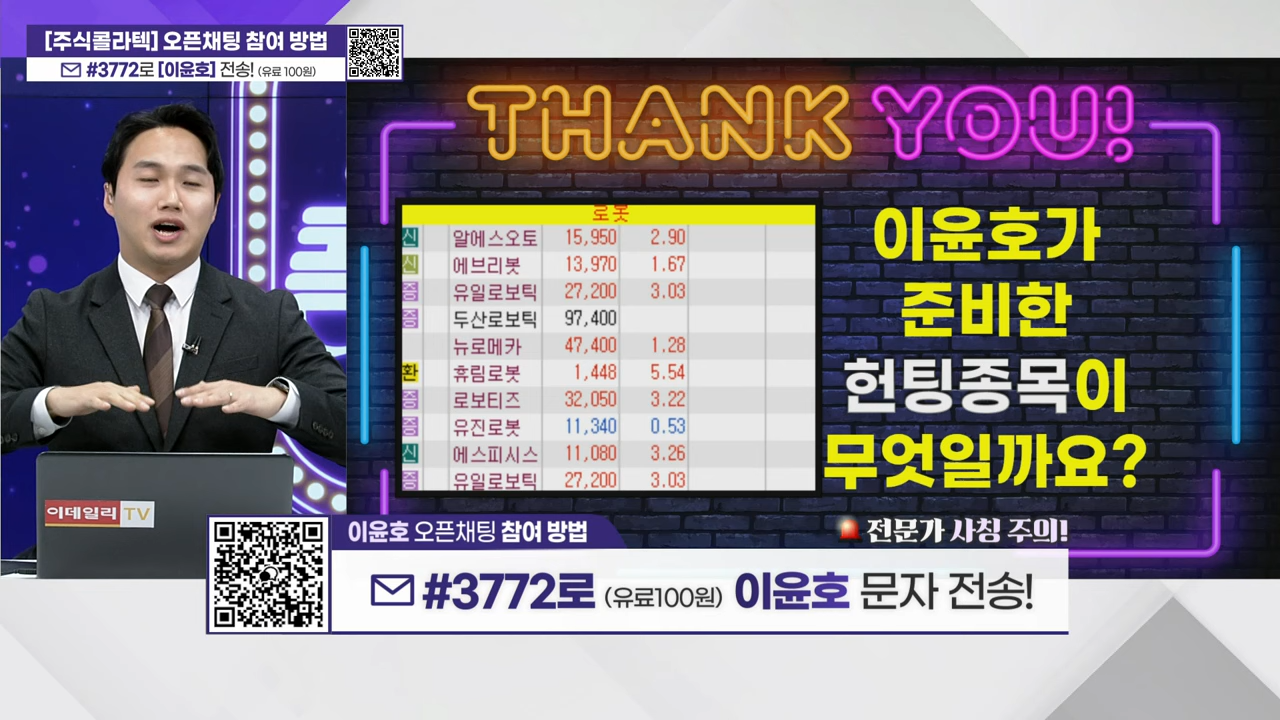 [주식콜라텍] 오픈채팅 참여 방법
#3772로 [이윤호] 전송! (유료 100원)
THANK YOU!
로봇
신 알에스오토 15,950 2.90
신 에브리봇 13,970 1.67
증 유일로보틱 27,200 3.03
증 두산로보틱 97,400
뉴로메카 47,400 1.28
환 휴림로봇 1,448 5.54
증 로보티즈 32,050 3.22
증 유진로봇 11,340 0.53
신 에스피시스 11,080 3.26
증 유일로보틱 27,200 3.03
이윤호가
준비한
헌팅종목이
무엇일까요?
이데일리TV
이윤호 오픈채팅 참여 방법
전문가 사칭 주의!
#3772로 (유료100원) 이윤호 문자 전송!